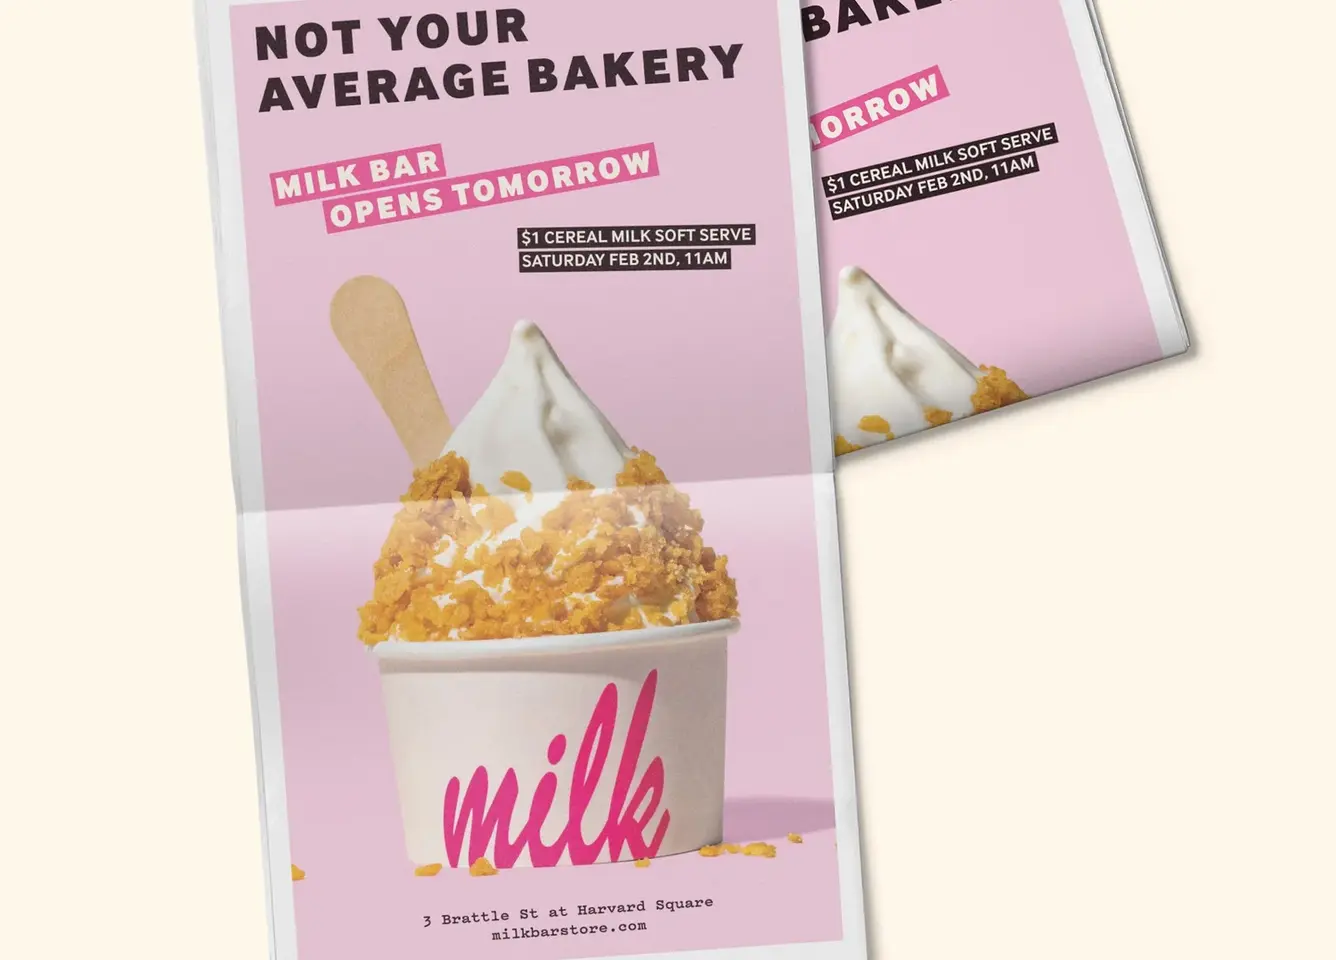 NOT YOUR
AVERAGE BAKERY
MILK BAR
OPENS TOMORROW
$1 CEREAL MILK SOFT SERVE
SATURDAY FEB 2ND, 11AM
milk
3 Brattle St at Harvard Square
milkbarstore.com
BAKE
MORROW
$1 CEREAL MILK SOFT SERVE
SATURDAY FEB 2ND, 11AM